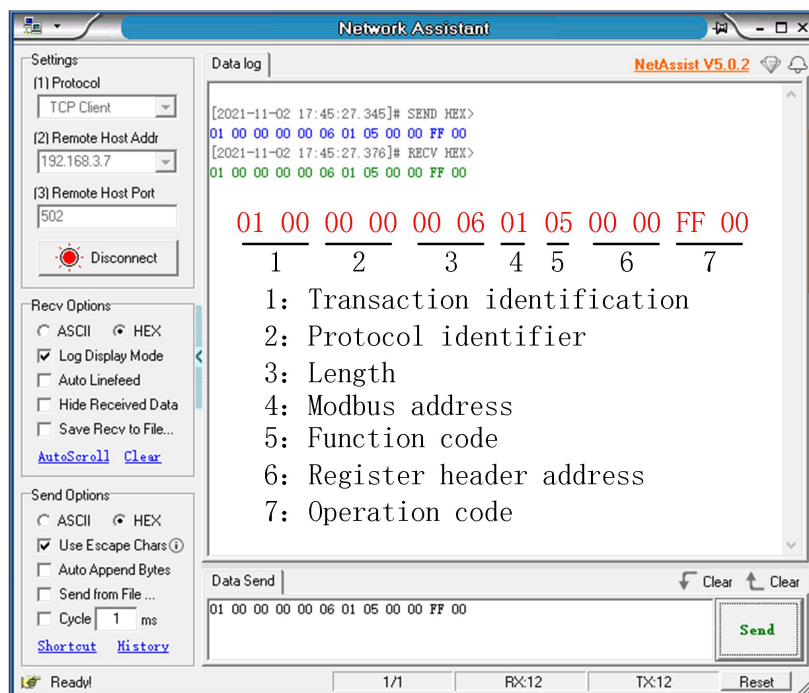 Network Assistant
Settings
(1) Protocol
TCP Client
(2) Remote Host Addr
192.168.3.7
(3) Remote Host Port
502
Disconnect
Recv Options
ASCII HEX
Log Display Mode
Auto Linefeed
Hide Received Data
Save Recv to File...
AutoScroll Clear
Send Options
ASCII HEX
Use Escape Chars
Auto Append Bytes
Send from File ...
Cycle 1 ms
Shortcut History
Data log
NetAssist V5.0.2
[2021-11-02 17:45:27.345]# SEND HEX>
01 00 00 00 00 06 01 05 00 00 FF 00
[2021-11-02 17:45:27.376]# RECV HEX>
01 00 00 00 00 06 01 05 00 00 FF 00
01 00 00 00 00 06 01 05 00 00 FF 00
1 2 3 4 5 6 7
1: Transaction identification
2: Protocol identifier
3: Length
4: Modbus address
5: Function code
6: Register header address
7: Operation code
Data Send
Clear Clear
01 00 00 00 00 06 01 05 00 00 FF 00
Send
Ready!
1/1
RX:12
TX:12
Reset